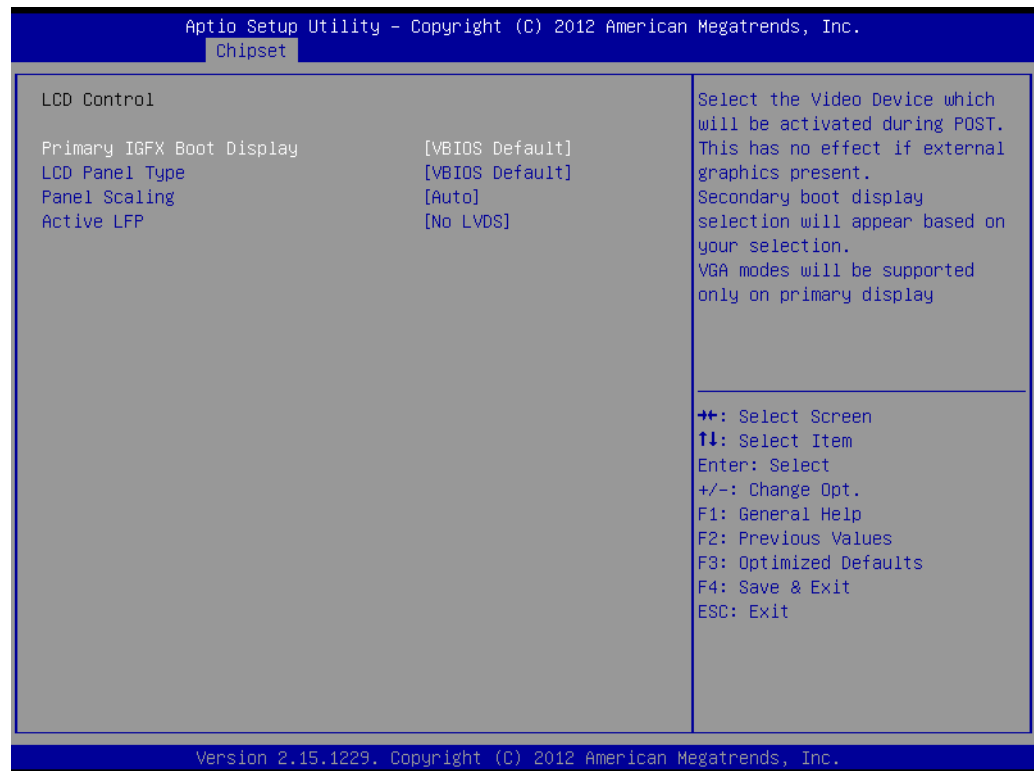 Aptio Setup Utility – Copyright (C) 2012 American Megatrends, Inc.
Chipset
LCD Control
Primary IGFX Boot Display [VBIOS Default]
LCD Panel Type [VBIOS Default]
Panel Scaling [Auto]
Active LFP [No LVDS]
Select the Video Device which
will be activated during POST.
This has no effect if external
graphics present.
Secondary boot display
selection will appear based on
your selection.
VGA modes will be supported
only on primary display
→←: Select Screen
↑↓: Select Item
Enter: Select
+/-: Change Opt.
F1: General Help
F2: Previous Values
F3: Optimized Defaults
F4: Save & Exit
ESC: Exit
Version 2.15.1229. Copyright (C) 2012 American Megatrends, Inc.